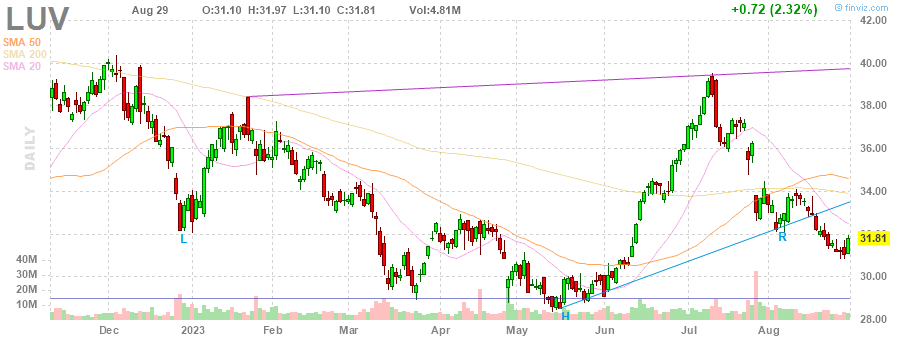 LUV
Aug 29 O:31.10 H:31.97 L:31.10 C:31.81 Vol:4.81M +0.72 (2.32%)
© finviz.com
SMA 50
SMA 200
SMA 20
DAILY
42.00
40.00
38.00
36.00
34.00
32.00
31.81
30.00
28.00
40M
30M
20M
10M
L
R
H
Dec 2023 Feb Mar Apr May Jun Jul Aug